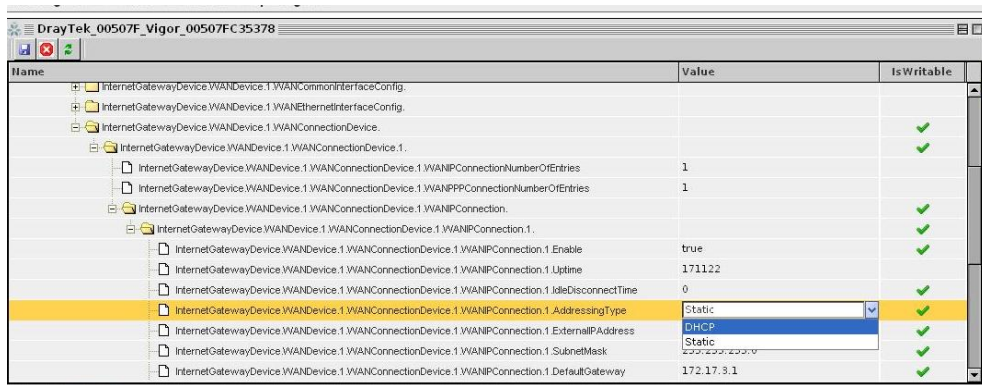 DrayTek_00507F_Vigor_00507FC35378
Name Value IsWritable
InternetGatewayDevice.WANDevice.1.WANCommonInterfaceConfig.
InternetGatewayDevice.WANDevice.1.WANEthernetInterfaceConfig.
InternetGatewayDevice.WANDevice.1.WANConnectionDevice.
InternetGatewayDevice.WANDevice.1.WANConnectionDevice.1.
InternetGatewayDevice.WANDevice.1.WANConnectionDevice.1.WANIPConnectionNumberOfEntries 1
InternetGatewayDevice.WANDevice.1.WANConnectionDevice.1.WANPPPConnectionNumberOfEntries 1
InternetGatewayDevice.WANDevice.1.WANConnectionDevice.1.WANIPConnection.
InternetGatewayDevice.WANDevice.1.WANConnectionDevice.1.WANIPConnection.1.
InternetGatewayDevice.WANDevice.1.WANConnectionDevice.1.WANIPConnection.1.Enable true
InternetGatewayDevice.WANDevice.1.WANConnectionDevice.1.WANIPConnection.1.Uptime 171122
InternetGatewayDevice.WANDevice.1.WANConnectionDevice.1.WANIPConnection.1.IdleDisconnectTime 0
InternetGatewayDevice.WANDevice.1.WANConnectionDevice.1.WANIPConnection.1.AddressingType Static
InternetGatewayDevice.WANDevice.1.WANConnectionDevice.1.WANIPConnection.1.ExternalIPAddress DHCP
Static
InternetGatewayDevice.WANDevice.1.WANConnectionDevice.1.WANIPConnection.1.SubnetMask
InternetGatewayDevice.WANDevice.1.WANConnectionDevice.1.WANIPConnection.1.DefaultGateway 172.17.3.1